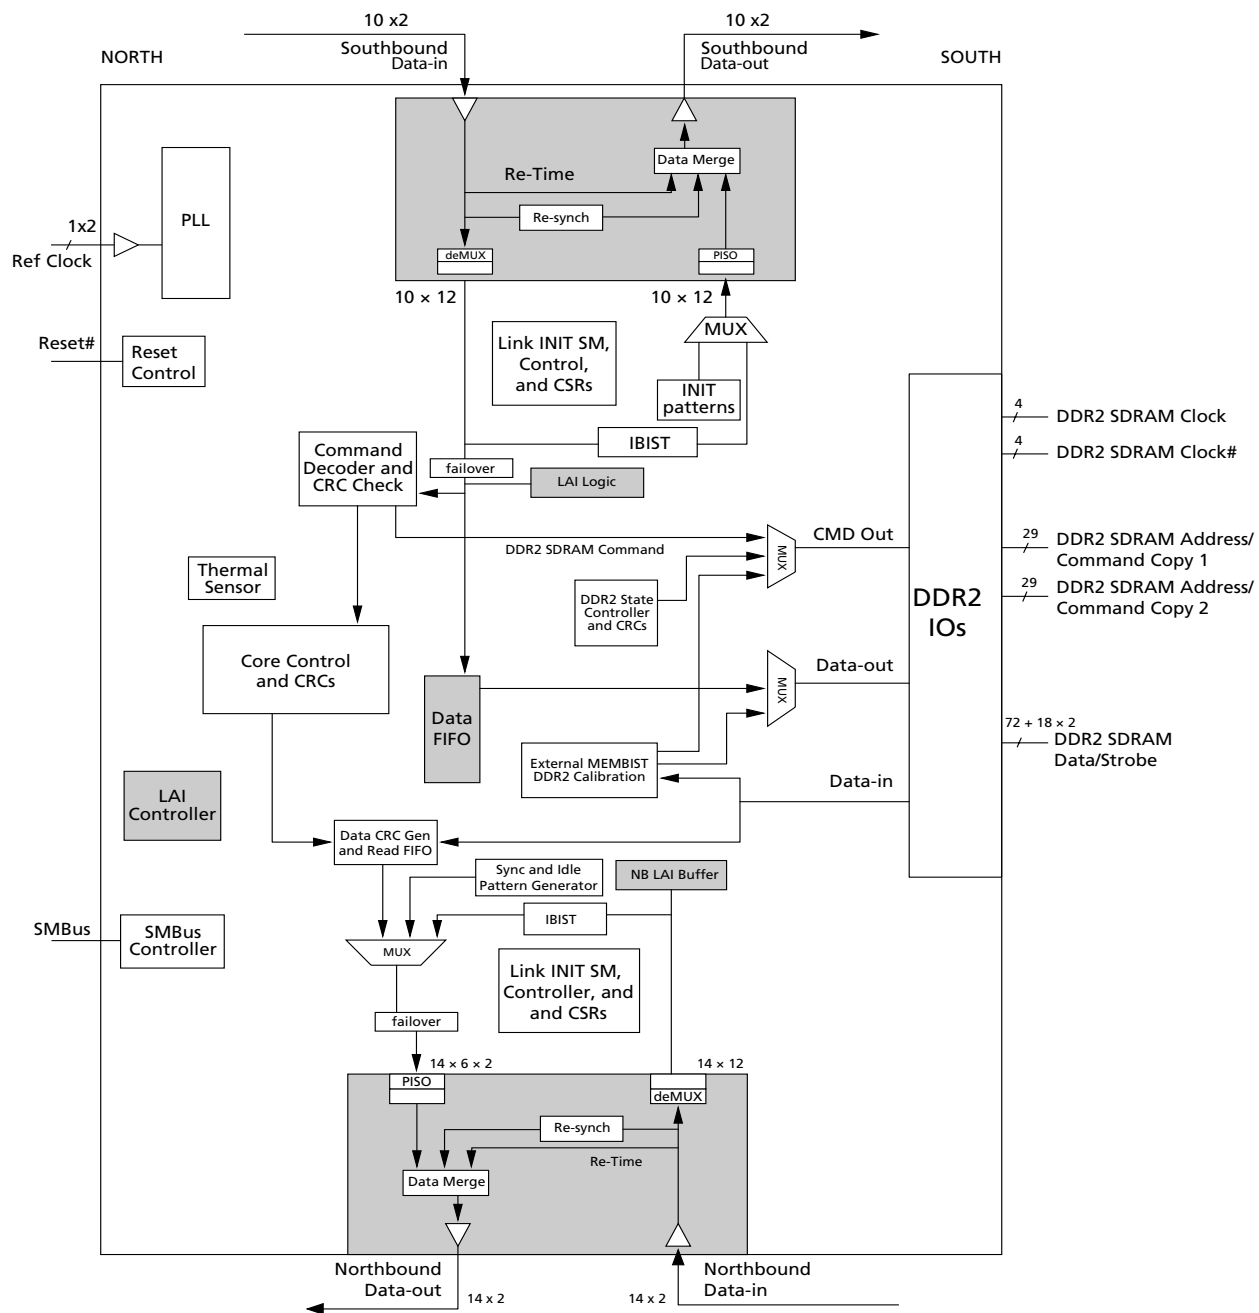 10 x2
10 x2
NORTH
Southbound
Data-in
Southbound
Data-out
SOUTH
Data Merge
Re-Time
PLL
Re-synch
1x2
Ref Clock
deMUX
PISO
10 × 12
10 × 12
Reset#
Reset
Control
Link INIT SM,
Control,
and CSRs
MUX
INIT
patterns
4
DDR2 SDRAM Clock
IBIST
4
DDR2 SDRAM Clock#
Command
Decoder and
CRC Check
failover
LAI Logic
DDR2 SDRAM Command
MUX
CMD Out
29
DDR2 SDRAM Address/
Command Copy 1
Thermal
Sensor
DDR2 State
Controller
and CRCs
DDR2
IOs
29
DDR2 SDRAM Address/
Command Copy 2
Core Control
and CRCs
Data
FIFO
MUX
Data-out
72 + 18 × 2
DDR2 SDRAM
Data/Strobe
External MEMBIST
DDR2 Calibration
Data-in
LAI
Controller
Data CRC Gen
and Read FIFO
Sync and Idle
Pattern Generator
NB LAI Buffer
SMBus
SMBus
Controller
IBIST
MUX
Link INIT SM,
Controller, and
and CSRs
failover
14 × 6 × 2
14 × 12
PISO
deMUX
Re-synch
Re-Time
Data Merge
Northbound
Data-out
14 x 2
14 x 2
Northbound
Data-in